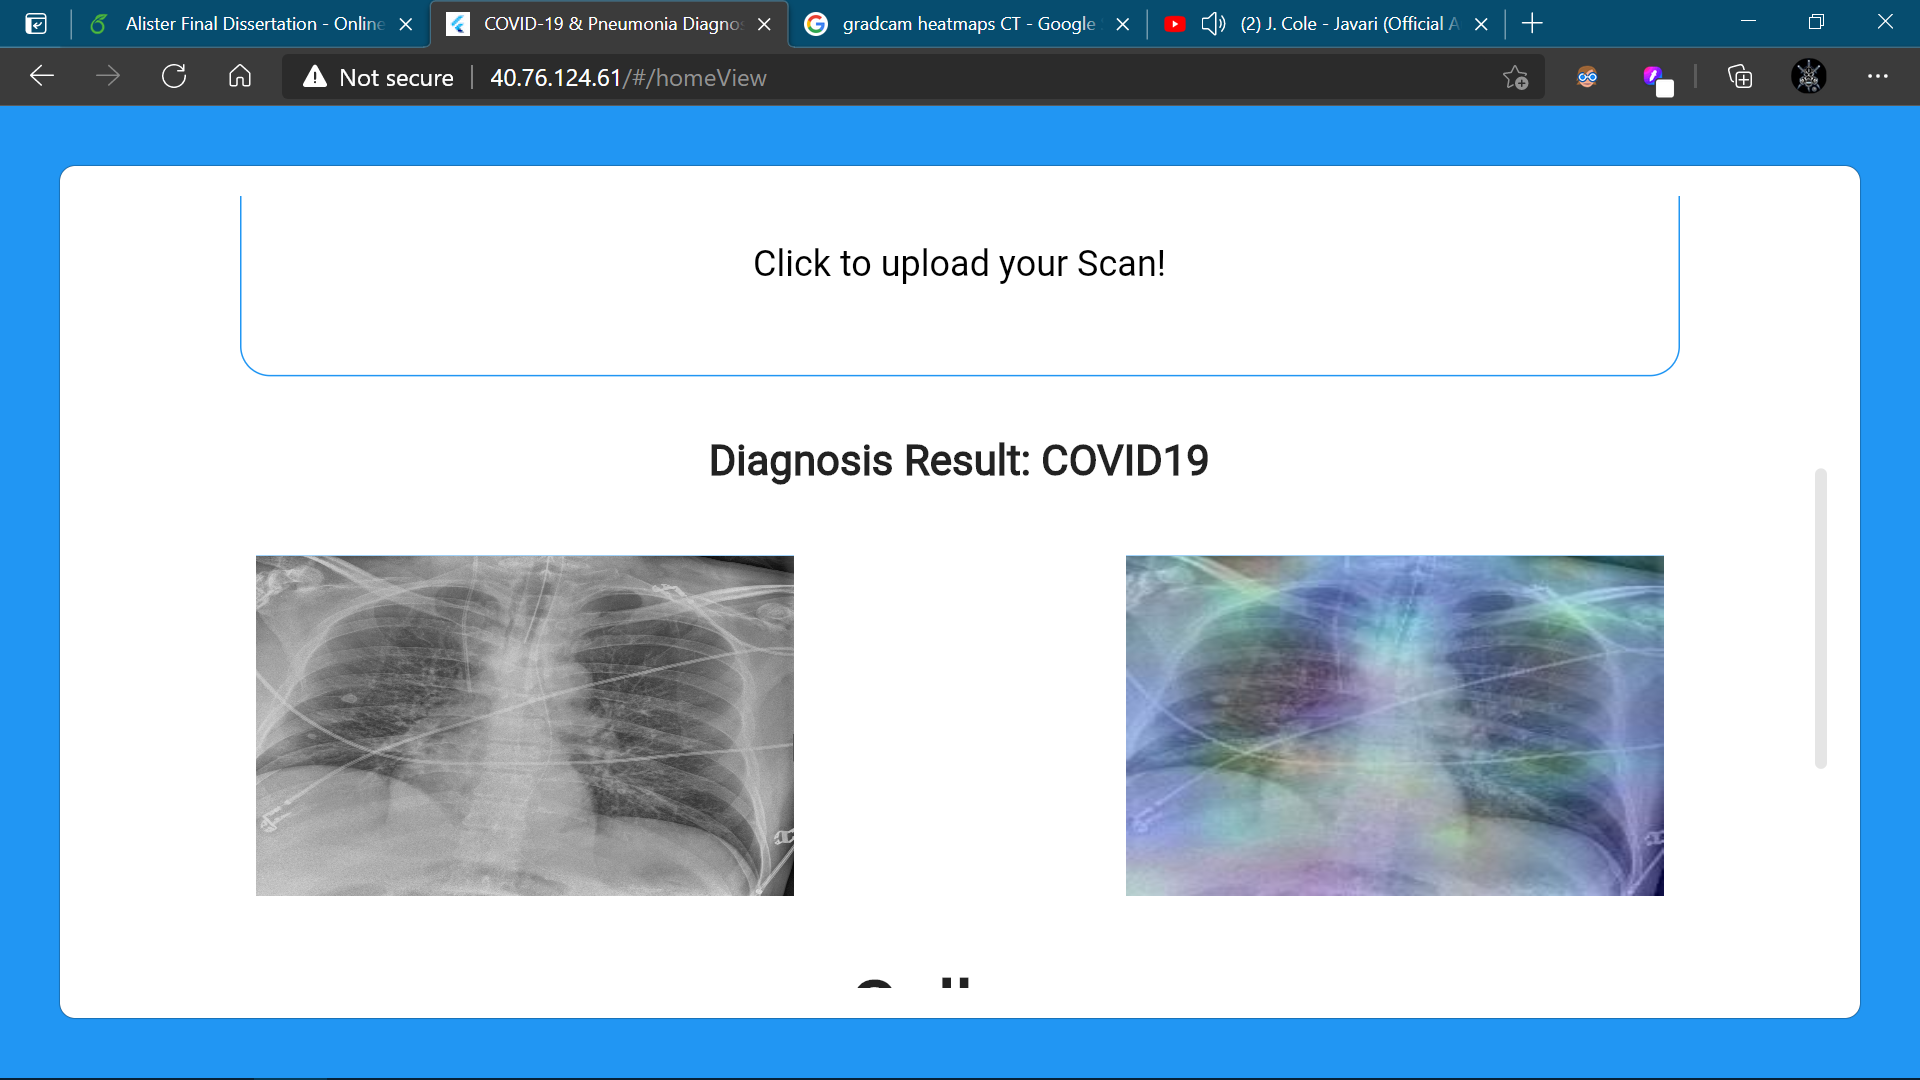 Alister Final Dissertation - Online
COVID-19 & Pneumonia Diagno
gradcam heatmaps CT - Google
(2) J. Cole - Javari (Official A
Not secure
40.76.124.61/#/homeView
Click to upload your Scan!
Diagnosis Result: COVID19